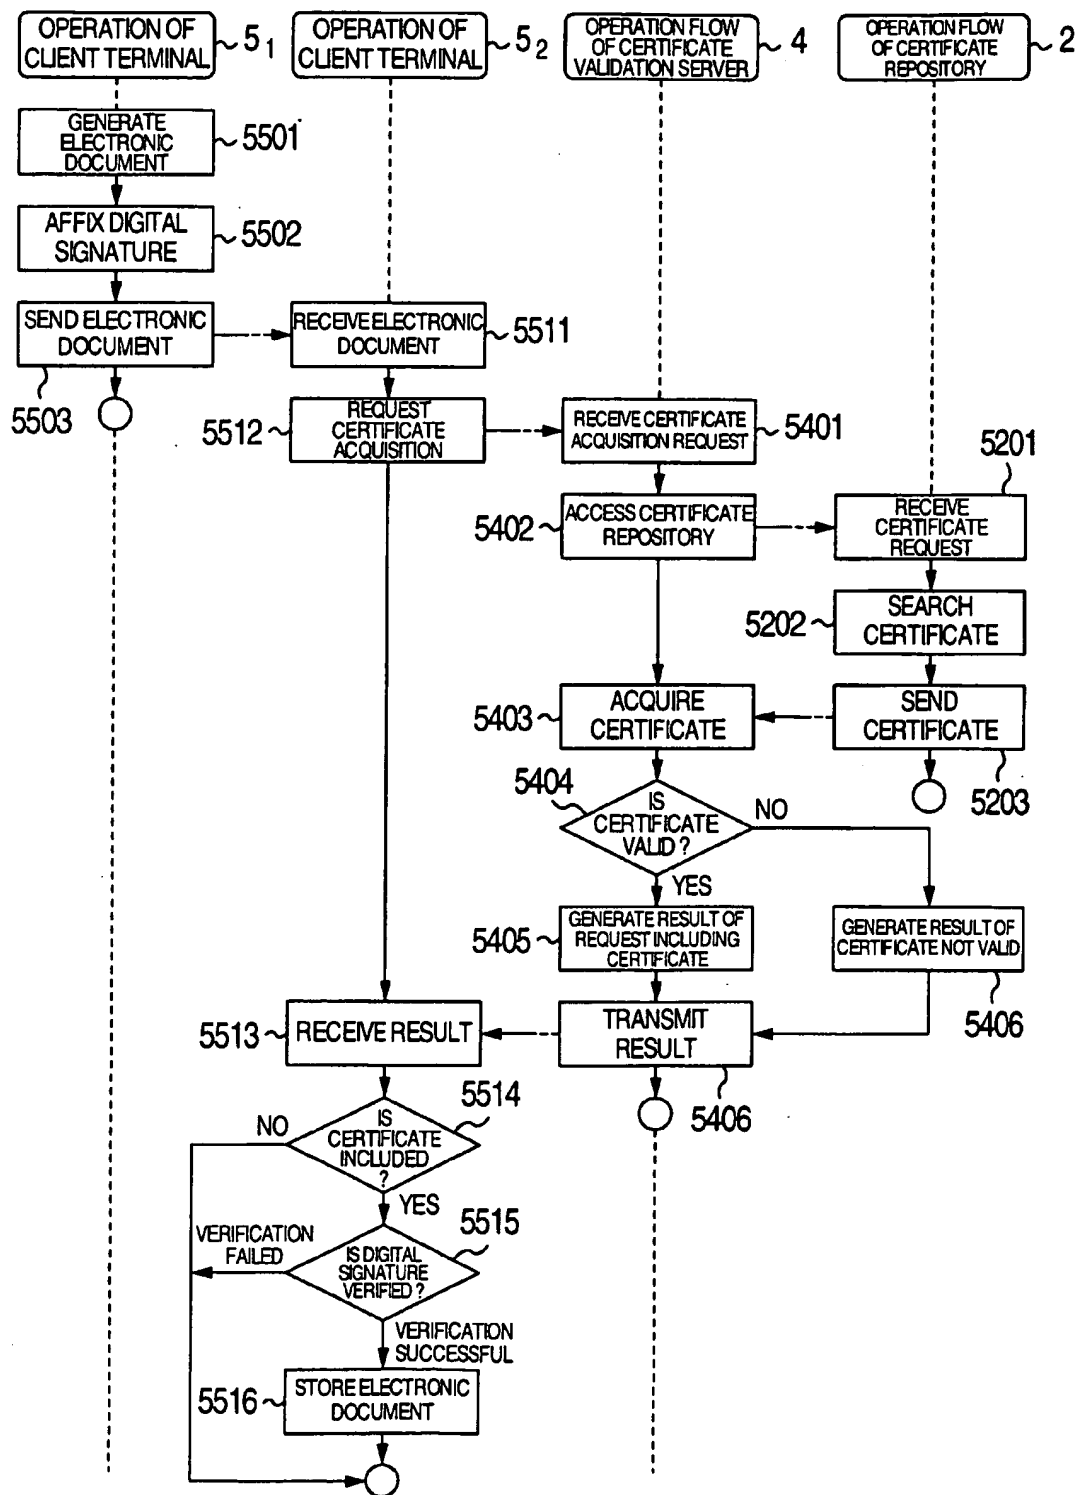 OPERATION OF
CLIENT TERMINAL
5₁
OPERATION OF
CLIENT TERMINAL
5₂
OPERATION FLOW
OF CERTIFICATE
VALIDATION SERVER
4
OPERATION FLOW
OF CERTIFICATE
REPOSITORY
2
GENERATE
ELECTRONIC
DOCUMENT
5501
AFFIX DIGITAL
SIGNATURE
5502
SEND ELECTRONIC
DOCUMENT
5503
RECEIVE ELECTRONIC
DOCUMENT
5511
5512
REQUEST
CERTIFICATE
ACQUISITION
RECEIVE CERTIFICATE
ACQUISITION REQUEST
5401
5402
ACCESS CERTIFICATE
REPOSITORY
5201
RECEIVE
CERTIFICATE
REQUEST
5202
SEARCH
CERTIFICATE
5403
ACQUIRE
CERTIFICATE
SEND
CERTIFICATE
5203
5404
IS
CERTIFICATE
VALID ?
NO
YES
5405
GENERATE RESULT OF
REQUEST INCLUDING
CERTIFICATE
GENERATE RESULT OF
CERTIFICATE NOT VALID
5406
5513
RECEIVE RESULT
TRANSMIT
RESULT
5406
5514
NO
IS
CERTIFICATE
INCLUDED
?
YES
5515
VERIFICATION
FAILED
IS DIGITAL
SIGNATURE
VERIFIED ?
VERIFICATION
SUCCESSFUL
5516
STORE ELECTRONIC
DOCUMENT